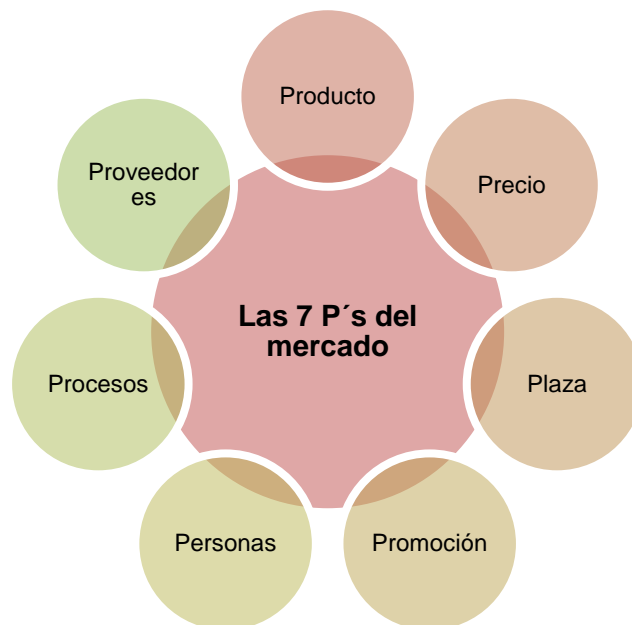 Producto
Precio
Plaza
Promoción
Personas
Procesos
Proveedor
es
Las 7 P´s del
mercado